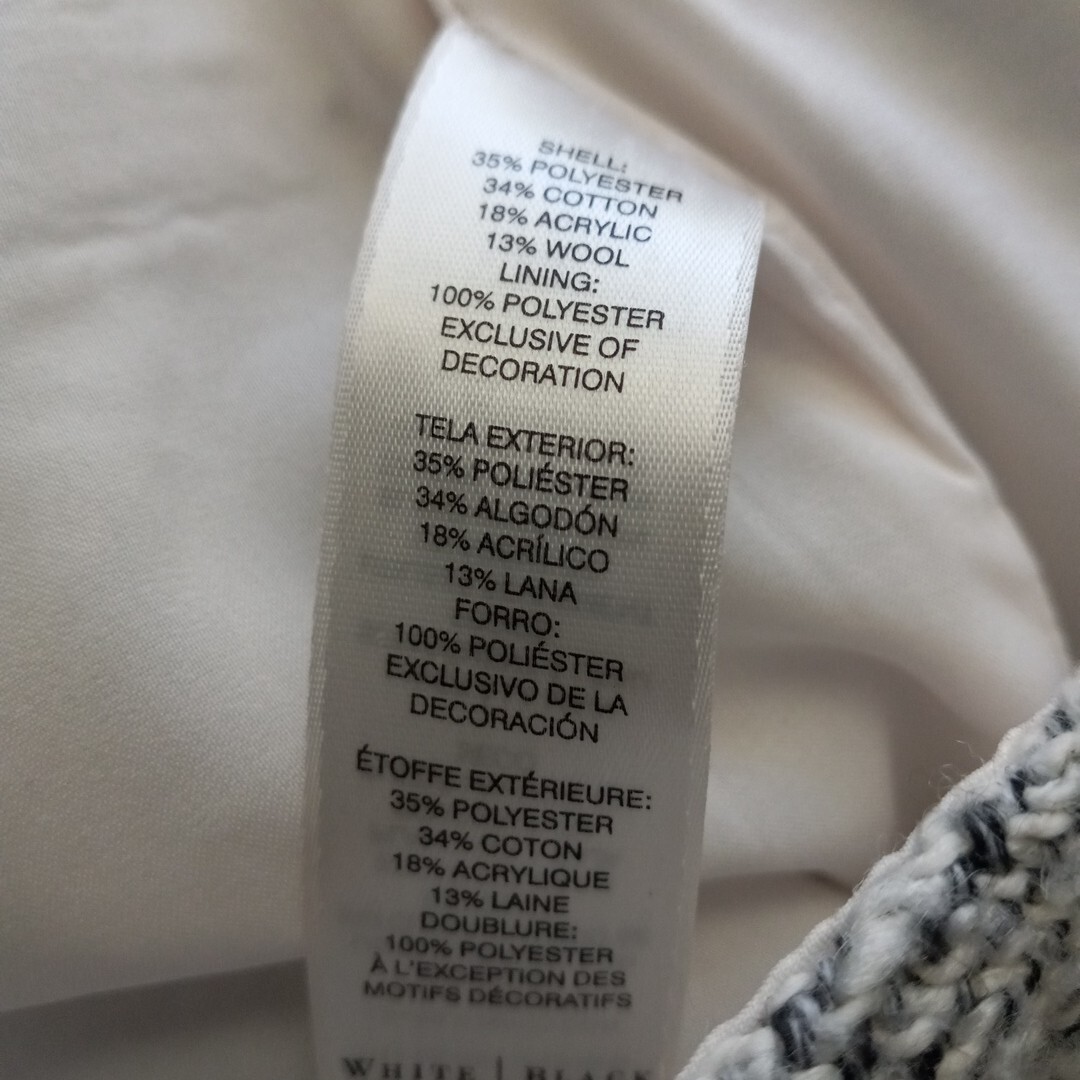 SHELL:
35% POLYESTER
34% COTTON
18% ACRYLIC
13% WOOL
LINING:
100% POLYESTER
EXCLUSIVE OF
DECORATION
TELA EXTERIOR:
35% POLIÉSTER
34% ALGODÓN
18% ACRÍLICO
13% LANA
FORRO:
100% POLIÉSTER
EXCLUSIVO DE LA
DECORACIÓN
ÉTOFFE EXTÉRIEURE:
35% POLYESTER
34% COTON
18% ACRYLIQUE
13% LAINE
DOUBLURE:
100% POLYESTER
À L'EXCEPTION DES
MOTIFS DÉCORATIFS
WHITE | BLACK